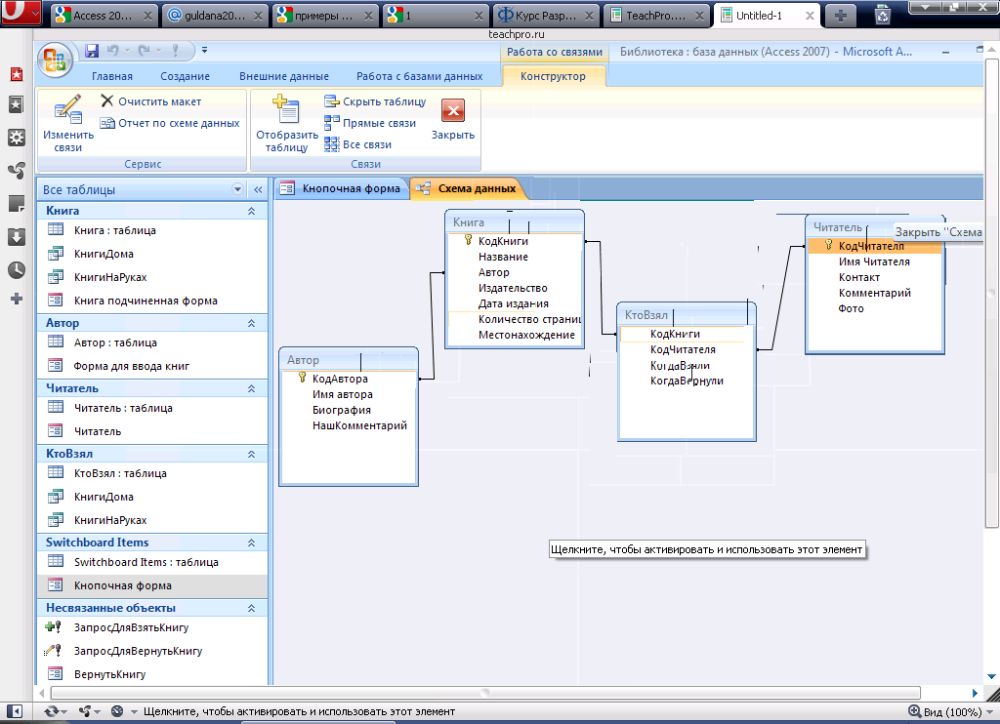 Access 20...
guldana20...
примеры ...
1
Курс Разр...
TeachPro....
Untitled-1
teachpro.ru
Работа со связями
Библиотека : база данных (Access 2007) - Microsoft A...
Главная
Создание
Внешние данные
Работа с базами данных
Конструктор
Изменить связи
Очистить макет
Отчет по схеме данных
Сервис
Отобразить таблицу
Скрыть таблицу
Прямые связи
Все связи
Закрыть
Связи
Все таблицы
Книга
Книга : таблица
КнигиДома
КнигиНаРуках
Книга подчиненная форма
Автор
Автор : таблица
Форма для ввода книг
Читатель
Читатель : таблица
Читатель
КтоВзял
КтоВзял : таблица
КнигиДома
КнигиНаРуках
Switchboard Items
Switchboard Items : таблица
Кнопочная форма
Несвязанные объекты
ЗапросДляВзятьКнигу
ЗапросДляВернутьКнигу
ВернутьКнигу
Кнопочная форма
Схема данных
Автор
КодАвтора
Имя автора
Биография
НашКомментарий
Книга
КодКниги
Название
Автор
Издательство
Дата издания
Количество страниц
Местонахождение
КтоВзял
КодКниги
КодЧитателя
КогдаВзяли
КогдаВернули
Читатель
КодЧитателя
Имя Читателя
Контакт
Комментарий
Фото
Закрыть "Схема
Щелкните, чтобы активировать и использовать этот элемент
Щелкните, чтобы активировать и использовать этот элемент
Вид (100%)